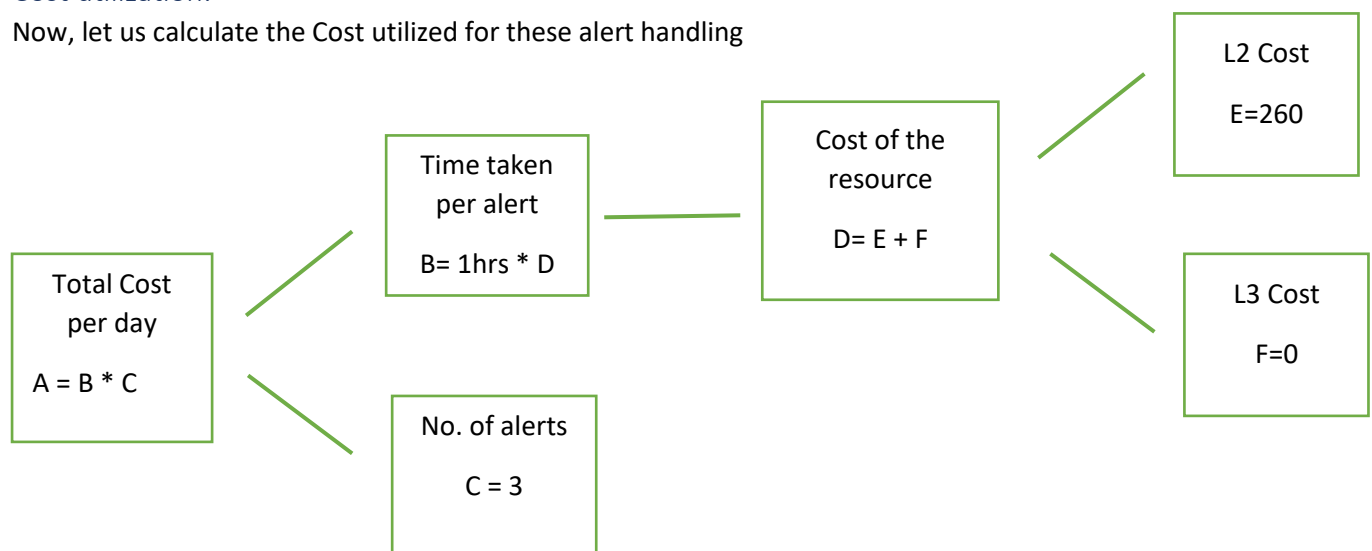 Now, let us calculate the Cost utilized for these alert handling
L2 Cost
E=260
Cost of the
resource
D= E + F
Time taken
per alert
B= 1hrs * D
Total Cost
per day
A = B * C
L3 Cost
F=0
No. of alerts
C = 3